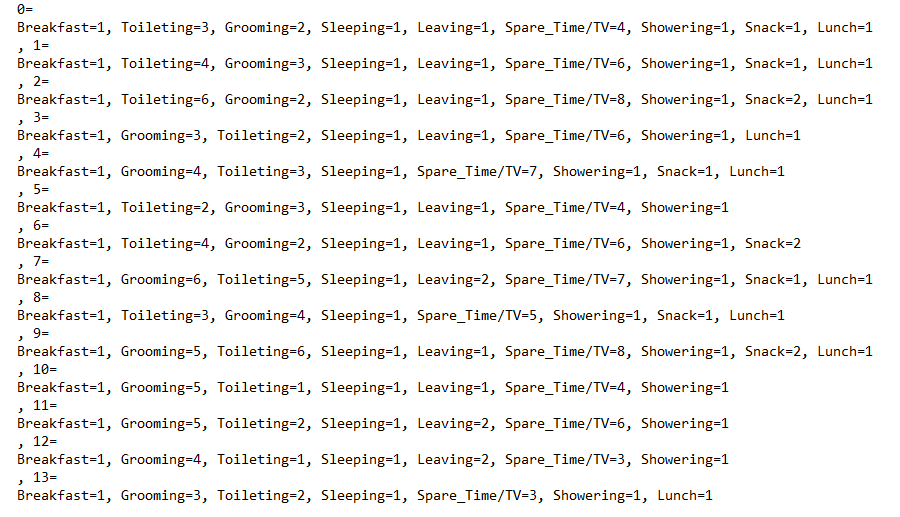 0=
Breakfast=1, Toileting=3, Grooming=2, Sleeping=1, Leaving=1, Spare_Time/TV=4, Showering=1, Snack=1, Lunch=1
, 1=
Breakfast=1, Toileting=4, Grooming=3, Sleeping=1, Leaving=1, Spare_Time/TV=6, Showering=1, Snack=1, Lunch=1
, 2=
Breakfast=1, Toileting=6, Grooming=2, Sleeping=1, Leaving=1, Spare_Time/TV=8, Showering=1, Snack=2, Lunch=1
, 3=
Breakfast=1, Grooming=3, Toileting=2, Sleeping=1, Leaving=1, Spare_Time/TV=6, Showering=1, Lunch=1
, 4=
Breakfast=1, Grooming=4, Toileting=3, Sleeping=1, Spare_Time/TV=7, Showering=1, Snack=1, Lunch=1
, 5=
Breakfast=1, Toileting=2, Grooming=3, Sleeping=1, Leaving=1, Spare_Time/TV=4, Showering=1
, 6=
Breakfast=1, Toileting=4, Grooming=2, Sleeping=1, Leaving=1, Spare_Time/TV=6, Showering=1, Snack=2
, 7=
Breakfast=1, Grooming=6, Toileting=5, Sleeping=1, Leaving=2, Spare_Time/TV=7, Showering=1, Snack=1, Lunch=1
, 8=
Breakfast=1, Toileting=3, Grooming=4, Sleeping=1, Spare_Time/TV=5, Showering=1, Snack=1, Lunch=1
, 9=
Breakfast=1, Grooming=5, Toileting=6, Sleeping=1, Leaving=1, Spare_Time/TV=8, Showering=1, Snack=2, Lunch=1
, 10=
Breakfast=1, Grooming=5, Toileting=1, Sleeping=1, Leaving=1, Spare_Time/TV=4, Showering=1
, 11=
Breakfast=1, Grooming=5, Toileting=2, Sleeping=1, Leaving=2, Spare_Time/TV=6, Showering=1
, 12=
Breakfast=1, Grooming=4, Toileting=1, Sleeping=1, Leaving=2, Spare_Time/TV=3, Showering=1
, 13=
Breakfast=1, Grooming=3, Toileting=2, Sleeping=1, Spare_Time/TV=3, Showering=1, Lunch=1